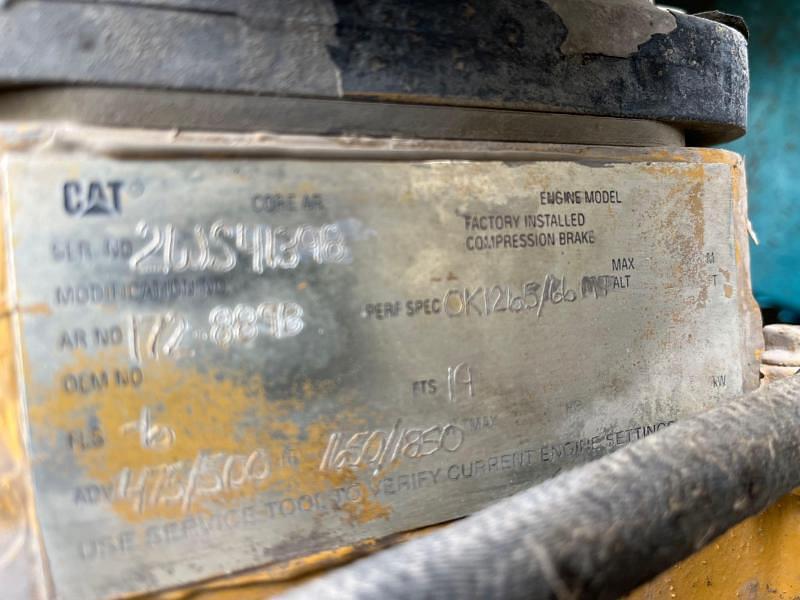 CAT® CORE AR ENGINE MODEL
FACTORY INSTALLED
COMPRESSION BRAKE
SER. NO 2WS41398
MODIFICATION NO.
PERF SPEC 0K1265/66 MAX ALT M T
AR NO 172-8898
OEM NO
FTS 19
FLS -6 HP kW
ADV 475/500 1650/1850 MAX
USE SERVICE TOOL TO VERIFY CURRENT ENGINE SETTINGS